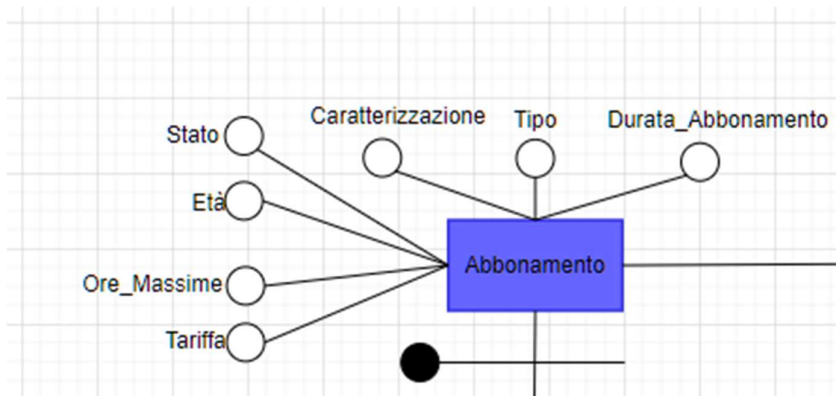 Caratterizzazione
Tipo
Durata_Abbonamento
Stato
Età
Ore_Massime
Tariffa
Abbonamento